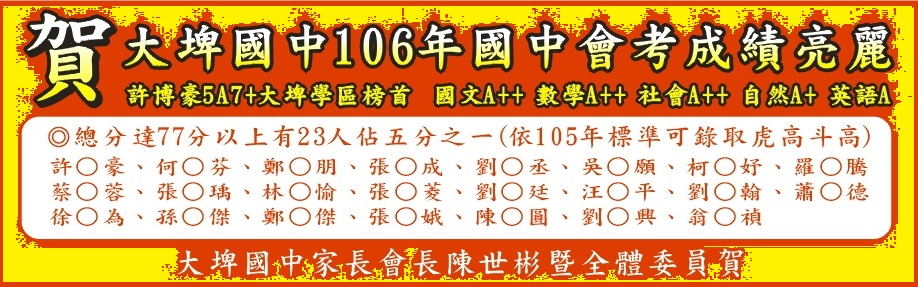 賀
大埤國中106年國中會考成績亮麗
許博豪5A7+大埤學區榜首 國文A++ 數學A++ 社會A++ 自然A+ 英語A
◎總分達77分以上有23人佔五分之一(依105年標準可錄取虎高斗高)
許○豪、何○芬、鄭○朋、張○成、劉○丞、吳○願、柯○妤、羅○騰
蔡○蓉、張○瑀、林○愉、張○菱、劉○廷、汪○平、劉○翰、蕭○德
徐○為、孫○傑、鄭○傑、張○娥、陳○圓、劉○興、翁○禎
大埤國中家長會長陳世彬暨全體委員賀